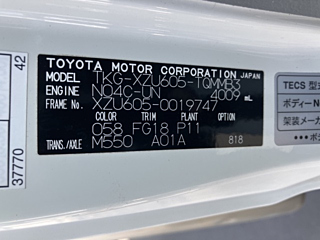 TOYOTA MOTOR CORPORATION JAPAN
MODEL TKG-XZU605-TQMMB3
ENGINE N04C-UN 4009 mL
FRAME No. XZU605-0019747
COLOR TRIM PLANT OPTION
058 FG18 P11
TRANS./AXLE M550 A01A 818
42
37770
TECS 型式
ボディーN
架装メーカ